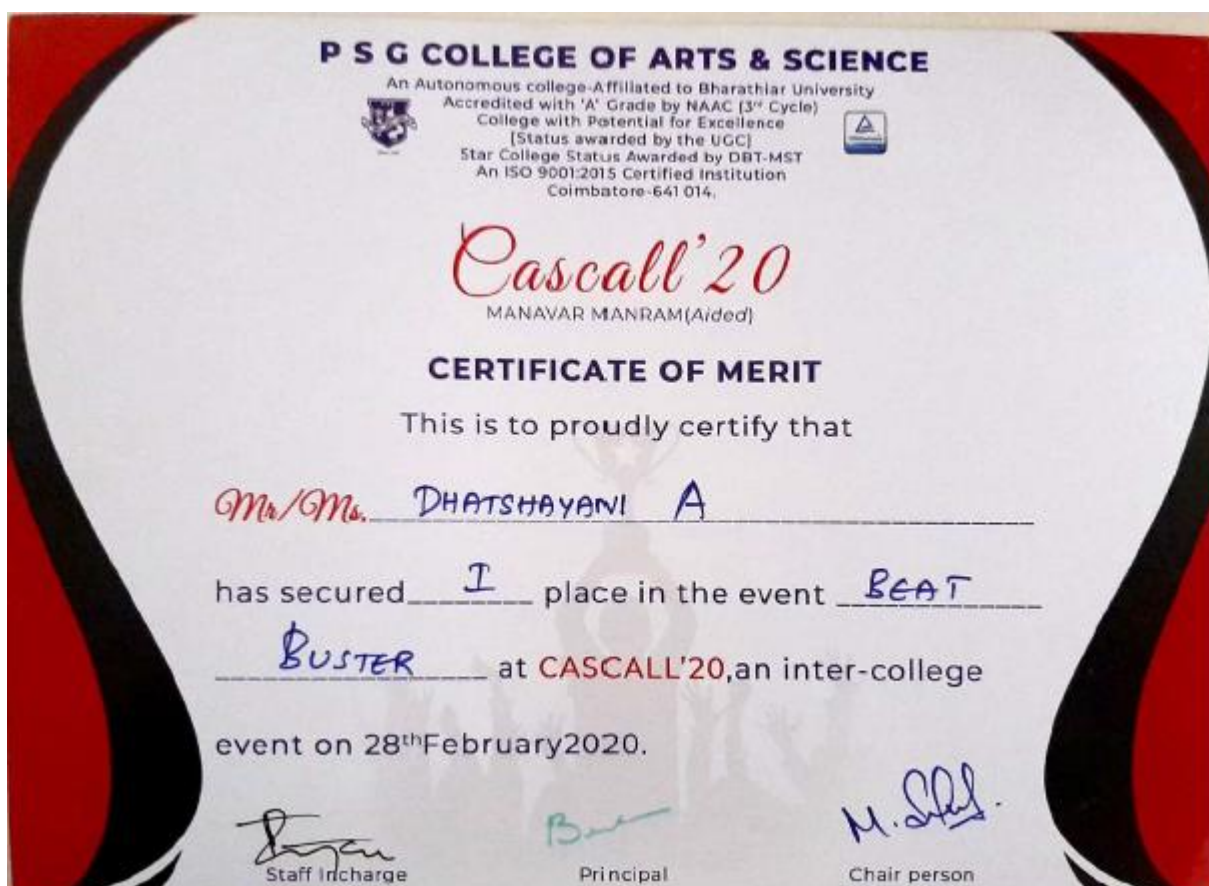 P S G COLLEGE OF ARTS & SCIENCE
An Autonomous college-Affiliated to Bharathiar University
Accredited with 'A' Grade by NAAC (3rd Cycle)
College with Potential for Excellence
[Status awarded by the UGC]
Star College Status Awarded by DBT-MST
An ISO 9001:2015 Certified Institution
Coimbatore-641 014.
Cascall'20
MANAVAR MANRAM(Aided)
CERTIFICATE OF MERIT
This is to proudly certify that
Mr/Ms. DHATSHAYANI A
has secured I place in the event BEAT
BUSTER at CASCALL'20,an inter-college
event on 28thFebruary2020.
Staff Incharge Principal Chair person